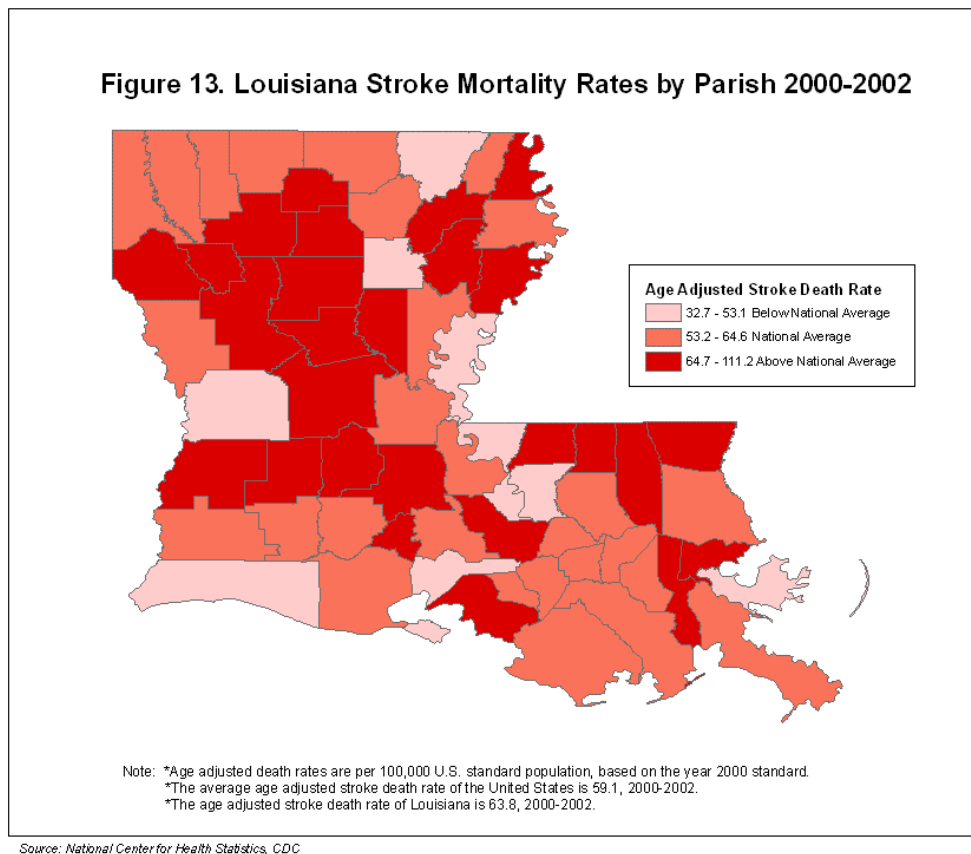 Figure 13. Louisiana Stroke Mortality Rates by Parish 2000-2002
Age Adjusted Stroke Death Rate
32.7 - 53.1 Below National Average
53.2 - 64.6 National Average
64.7 - 111.2 Above National Average
Note: *Age adjusted death rates are per 100,000 U.S. standard population, based on the year 2000 standard.
*The average age adjusted stroke death rate of the United States is 59.1, 2000-2002.
*The age adjusted stroke death rate of Louisiana is 63.8, 2000-2002.
Source: National Center for Health Statistics, CDC